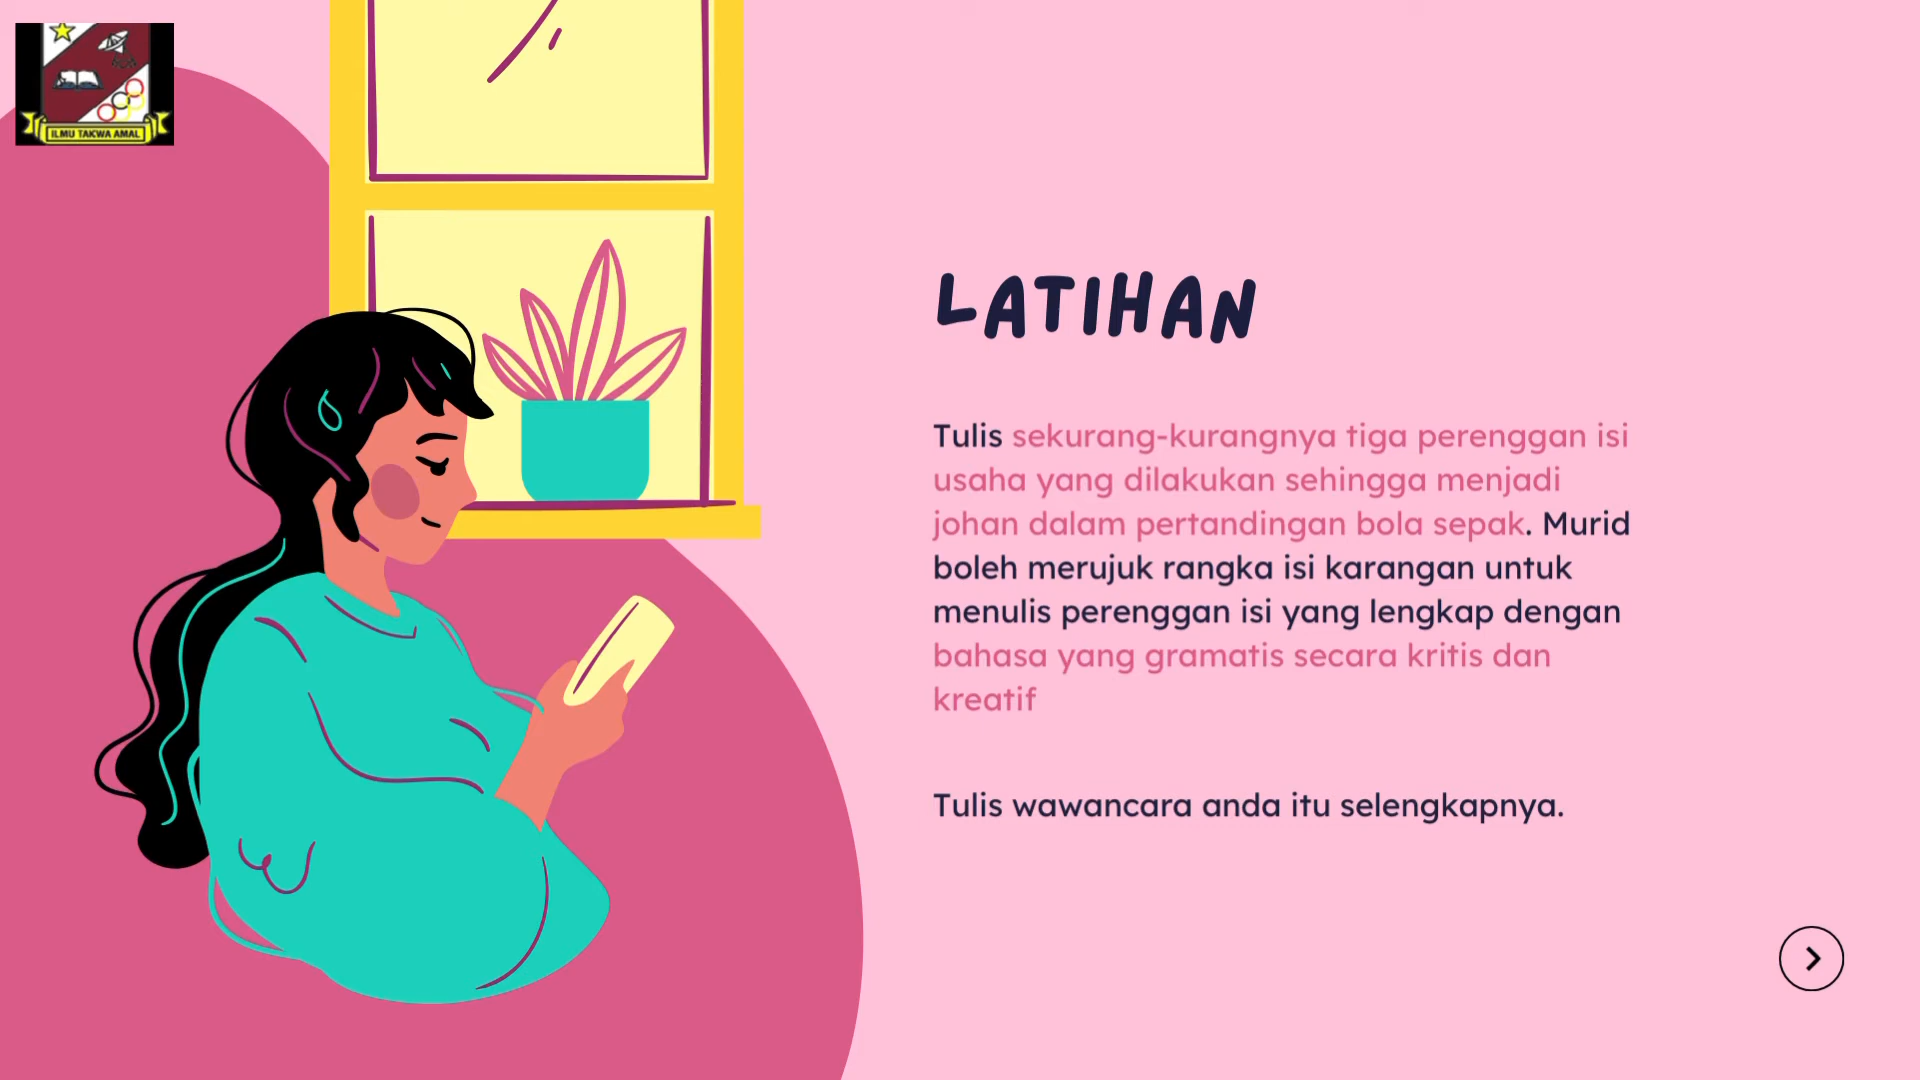 ILMU TAKWA AMAL
LATIHAN
Tulis sekurang-kurangnya tiga perenggan isi
usaha yang dilakukan sehingga menjadi
johan dalam pertandingan bola sepak. Murid
boleh merujuk rangka isi karangan untuk
menulis perenggan isi yang lengkap dengan
bahasa yang gramatis secara kritis dan
kreatif
Tulis wawancara anda itu selengkapnya.